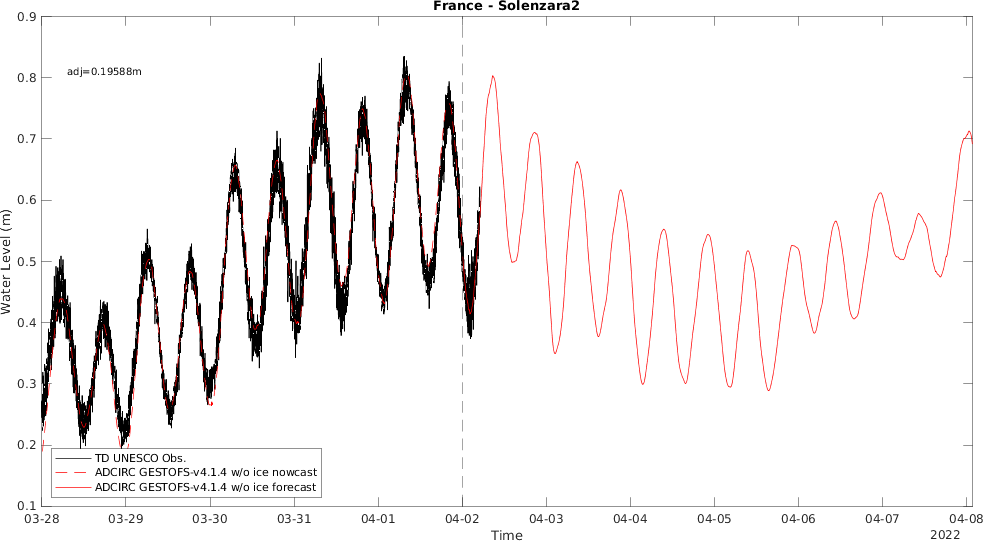 France - Solenzara2
0.9
0.8
0.7
0.6
0.5
0.4
0.3
0.2
0.1
Water Level (m)
adj=0.19588m
TD UNESCO Obs.
ADCIRC GESTOFS-v4.1.4 w/o ice nowcast
ADCIRC GESTOFS-v4.1.4 w/o ice forecast
03-28 03-29 03-30 03-31 04-01 04-02 04-03 04-04 04-05 04-06 04-07 04-08
Time
2022